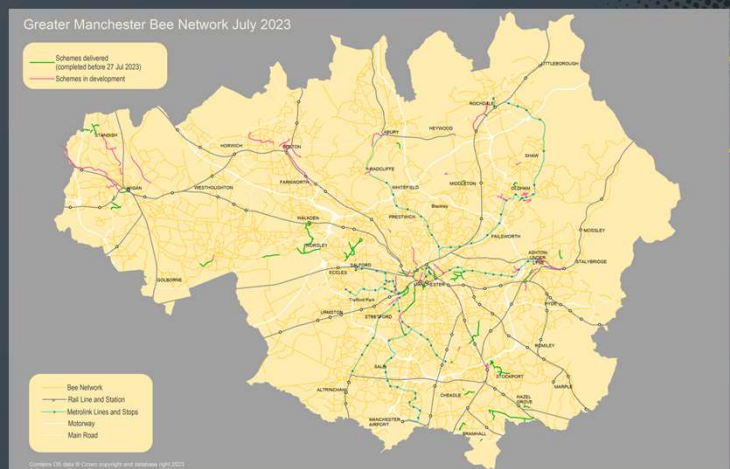 Greater Manchester Bee Network July 2023
Schemes delivered
(completed before 27 Jul 2023)
Schemes in development
LITTLEBOROUGH
ROCHDALE
STANDISH
BURY
HEYWOOD
HORWICH
BOLTON
SHAW
RADCLIFFE
WIGAN
WESTHOUGHTON
FARNWORTH
WHITEFIELD
MIDDLETON
OLDHAM
Blackley
WALKDEN
PRESTWICH
MOSSLEY
FAILSWORTH
WORSLEY
ASHTON-
UNDER
LYNE
STALYBRIDGE
SALFORD
ECCLES
GOLBORNE
MANCHESTER
Trafford Park
HYDE
URMSTON
STRETFORD
ROMILEY
SALE
STOCKPORT
ALTRINCHAM
CHEADLE
MARPLE
HAZEL
GROVE
MANCHESTER
AIRPORT
BRAMHALL
Bee Network
Rail Line and Station
Metrolink Lines and Stops
Motorway
Main Road
Contains OS data © Crown copyright and database right 2023